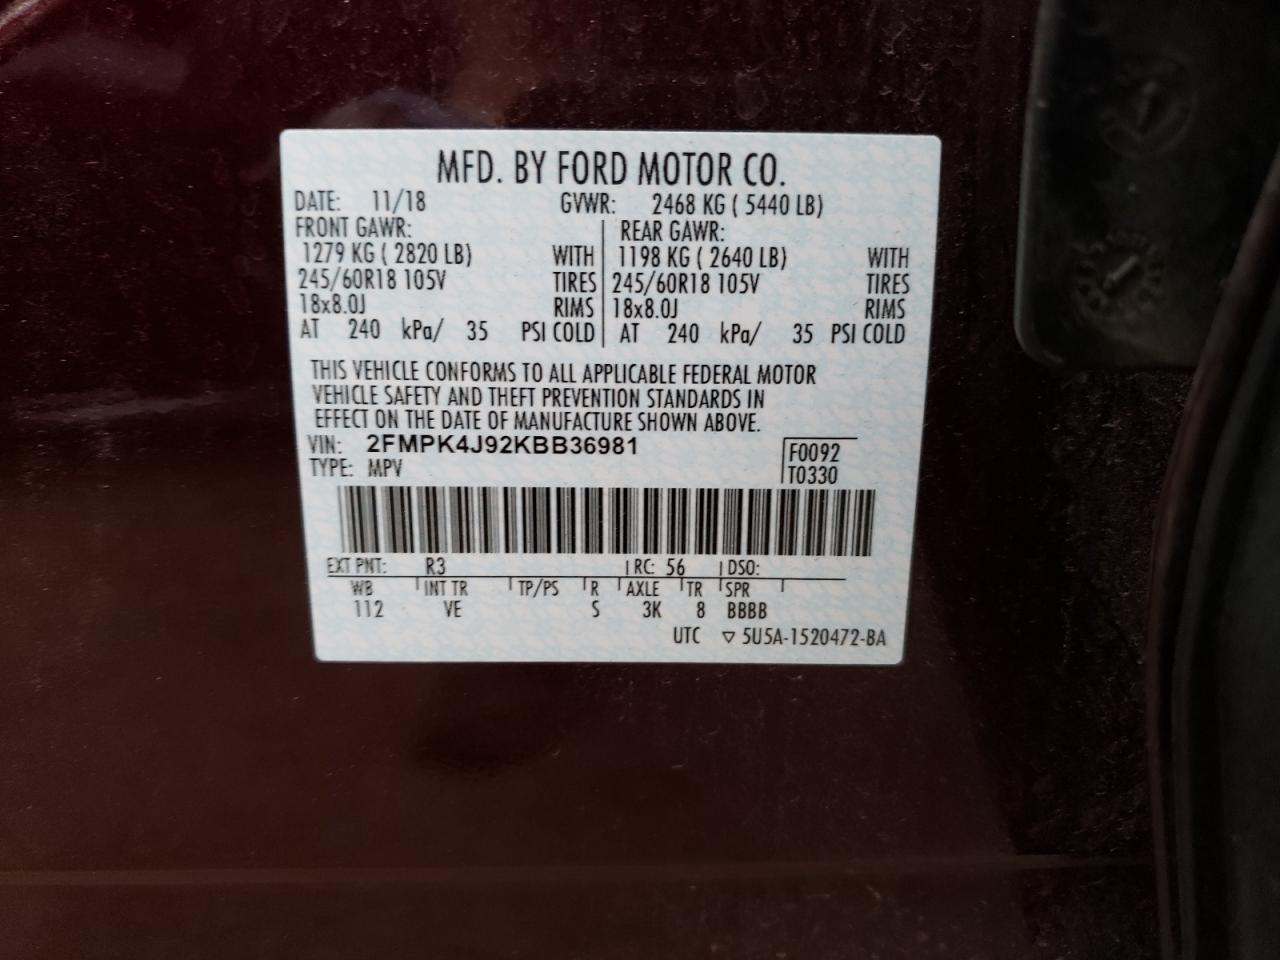 MFD. BY FORD MOTOR CO.
DATE: 11/18 GVWR: 2468 KG ( 5440 LB)
FRONT GAWR: REAR GAWR:
1279 KG ( 2820 LB) WITH 1198 KG ( 2640 LB) WITH
245/60R18 105V TIRES 245/60R18 105V TIRES
18x8.0J RIMS 18x8.0J RIMS
AT 240 kPa/ 35 PSI COLD AT 240 kPa/ 35 PSI COLD
THIS VEHICLE CONFORMS TO ALL APPLICABLE FEDERAL MOTOR
VEHICLE SAFETY AND THEFT PREVENTION STANDARDS IN
EFFECT ON THE DATE OF MANUFACTURE SHOWN ABOVE.
VIN: 2FMPK4J92KBB36981 F0092
TYPE: MPV T0330
EXT PNT: R3 RC: 56 DSO:
WB INT TR TP/PS R AXLE TR SPR
112 VE S 3K 8 BBBB
UTC ▽ 5U5A-1520472-BA